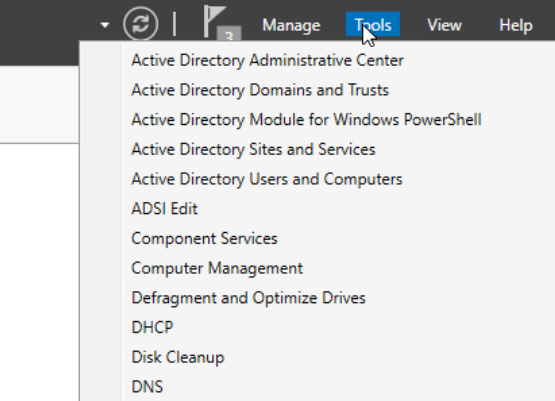 3 Manage Tools View Help
Active Directory Administrative Center
Active Directory Domains and Trusts
Active Directory Module for Windows PowerShell
Active Directory Sites and Services
Active Directory Users and Computers
ADSI Edit
Component Services
Computer Management
Defragment and Optimize Drives
DHCP
Disk Cleanup
DNS